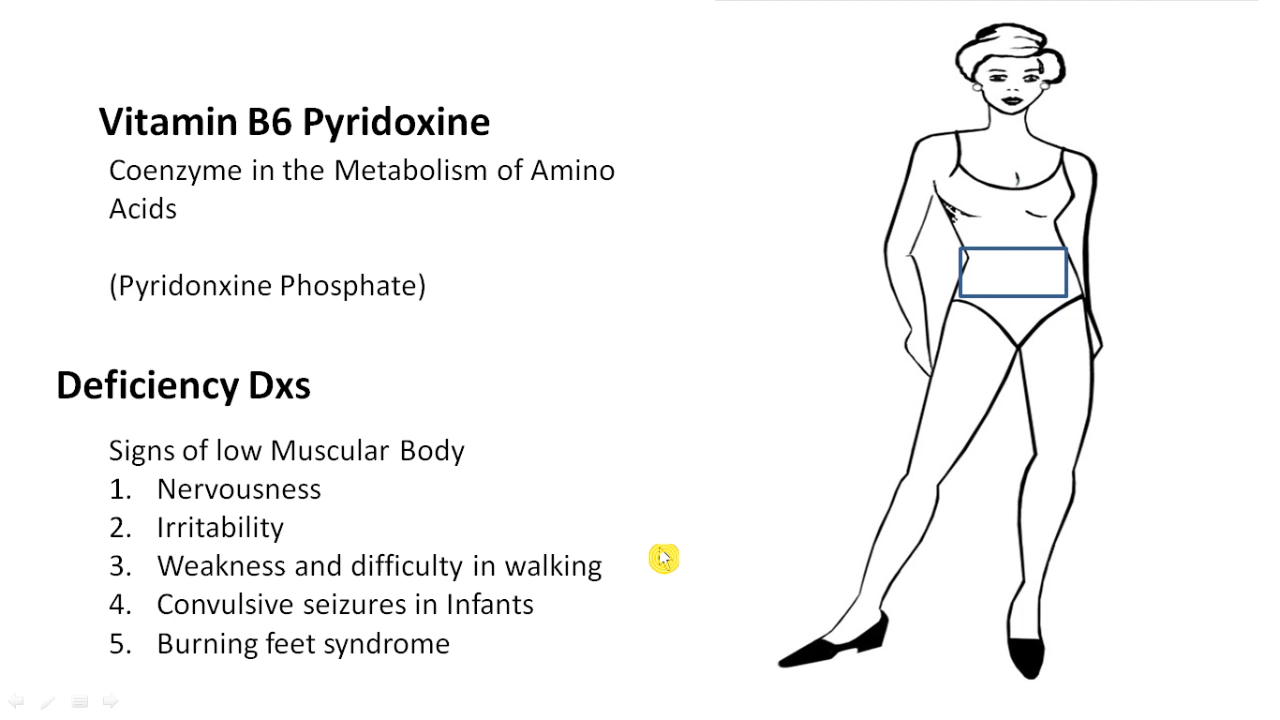 Vitamin B6 Pyridoxine
Coenzyme in the Metabolism of Amino
Acids
(Pyridonxine Phosphate)
Deficiency Dxs
Signs of low Muscular Body
1. Nervousness
2. Irritability
3. Weakness and difficulty in walking
4. Convulsive seizures in Infants
5. Burning feet syndrome